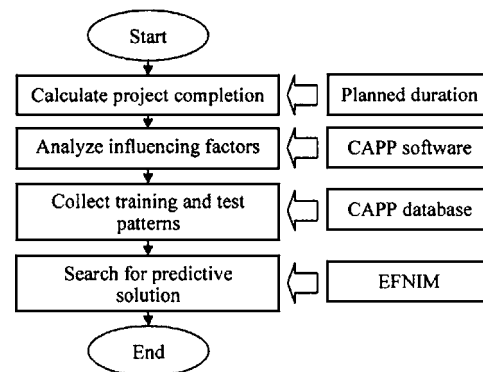 Start
Calculate project completion
Planned duration
Analyze influencing factors
CAPP software
Collect training and test
patterns
CAPP database
Search for predictive
solution
EFNIM
End